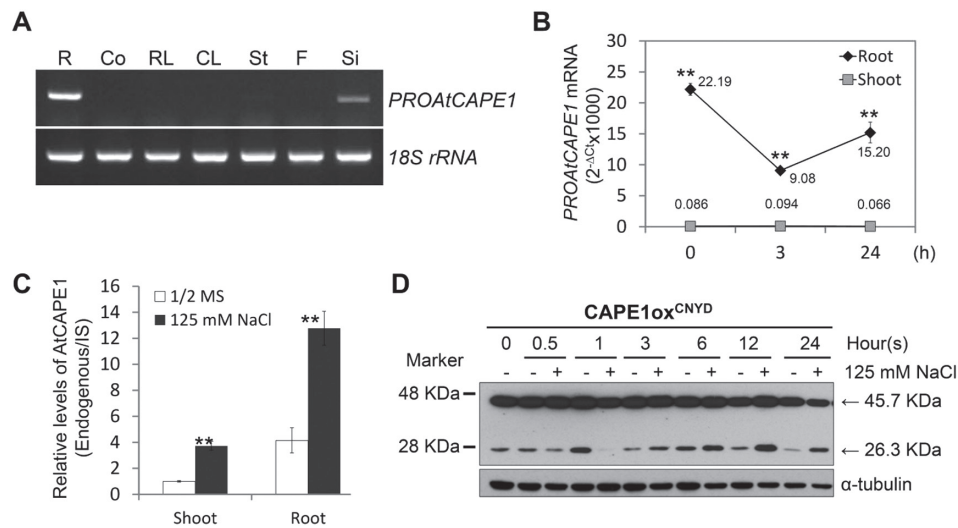 A
R Co RL CL St F Si
PROAtCAPE1
18S rRNA
B
PROAtCAPE1 mRNA
(2-ΔCtx1000)
30
25
20
15
10
5
0
Root
Shoot
** 22.19
**
9.08
**
15.20
0.086 0.094 0.066
0 3 24 (h)
C
Relative levels of AtCAPE1
(Endogenous/IS)
16
14
12
10
8
6
4
2
0
1/2 MS
125 mM NaCl
**
**
Shoot Root
D
CAPE1oxCNYD
0 0.5 1 3 6 12 24 Hour(s)
Marker
- - + - + - + - + - + - + 125 mM NaCl
48 KDa
← 45.7 KDa
28 KDa
← 26.3 KDa
α-tubulin